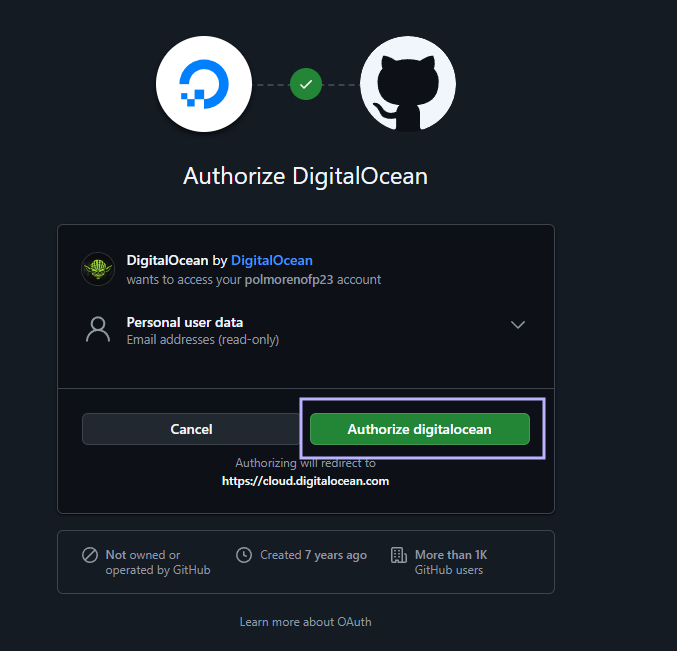 Authorize DigitalOcean
DigitalOcean by DigitalOcean
wants to access your polmorenofp23 account
Personal user data
Email addresses (read-only)
Cancel
Authorize digitalocean
Authorizing will redirect to
https://cloud.digitalocean.com
Not owned or
operated by GitHub
Created 7 years ago
More than 1K
GitHub users
Learn more about OAuth